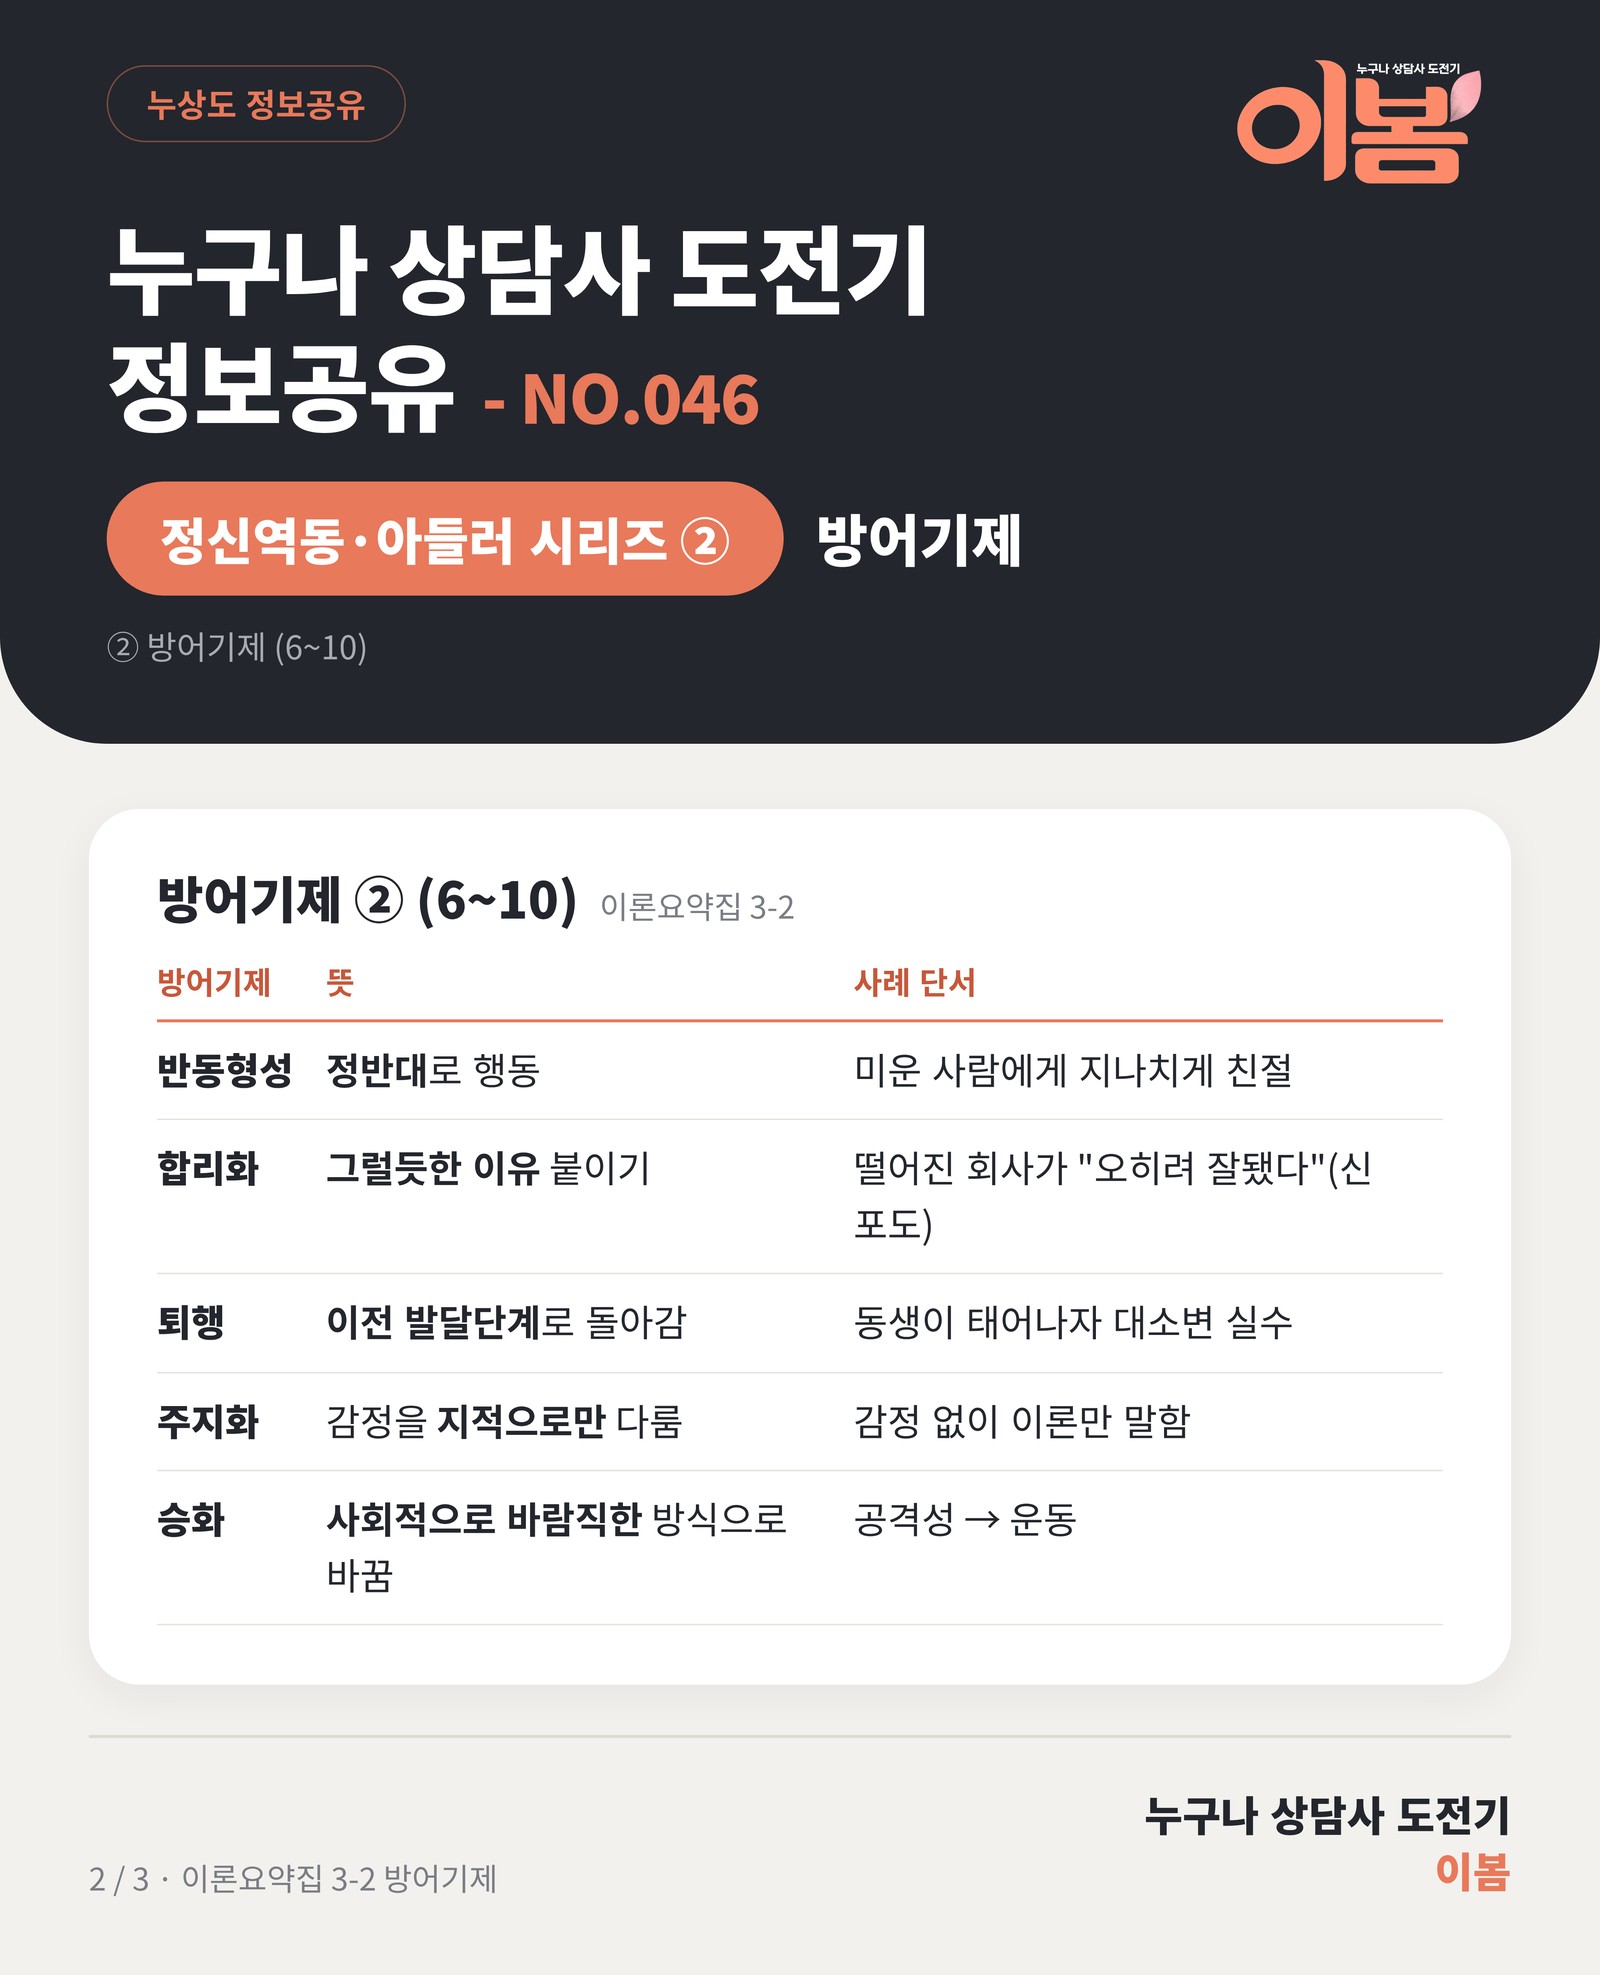 누상도 정보공유
누구나 상담사 도전기
이봄
누구나 상담사 도전기
정보공유 - NO.046
정신역동·아들러 시리즈 ② 방어기제
② 방어기제 (6~10)
방어기제 ② (6~10) 이론요약집 3-2
방어기제 뜻 사례 단서
반동형성 정반대로 행동 미운 사람에게 지나치게 친절
합리화 그럴듯한 이유 붙이기 떨어진 회사가 "오히려 잘됐다"(신
포도)
퇴행 이전 발달단계로 돌아감 동생이 태어나자 대소변 실수
주지화 감정을 지적으로만 다룸 감정 없이 이론만 말함
승화 사회적으로 바람직한 방식으로 공격성 → 운동
바꿈
누구나 상담사 도전기
이봄
2 / 3 · 이론요약집 3-2 방어기제